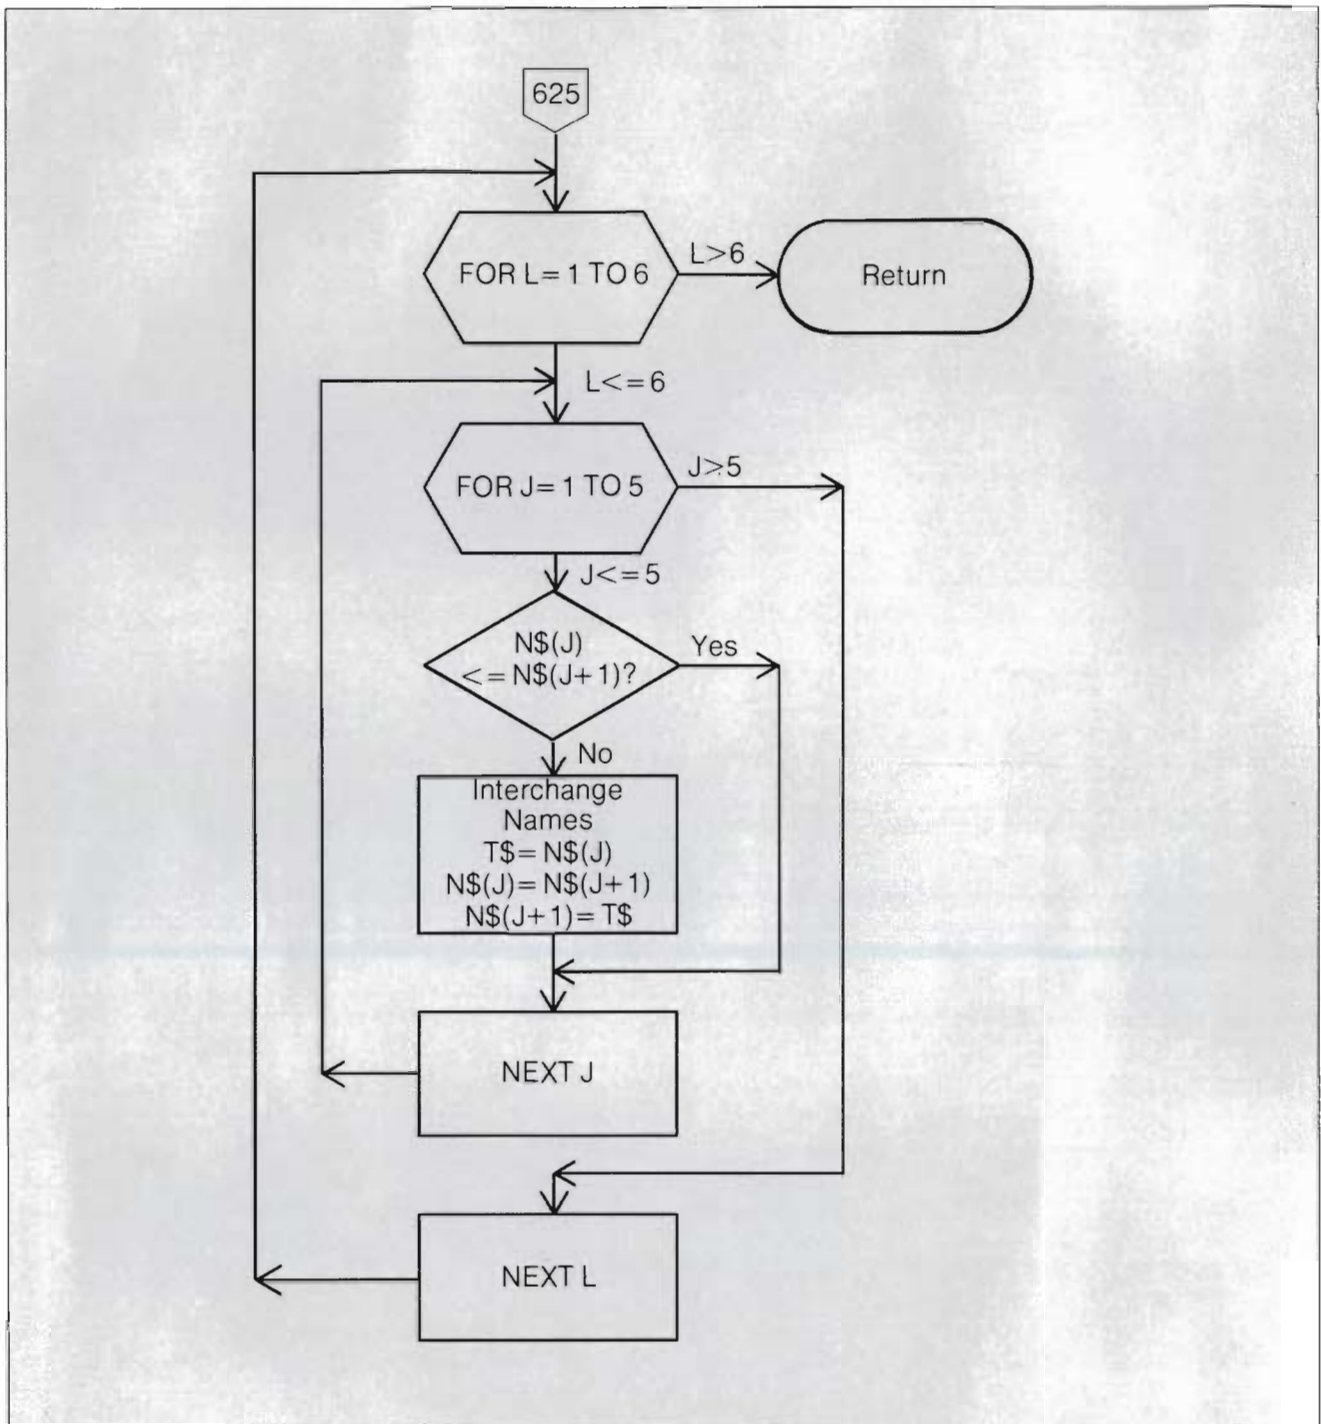 625
FOR L= 1 TO 6
L>6
Return
L<=6
FOR J= 1 TO 5
J>5
J<=5
N$(J)
<= N$(J+1)?
Yes
No
Interchange
Names
T$= N$(J)
N$(J)= N$(J+1)
N$(J+1)= T$
NEXT J
NEXT L